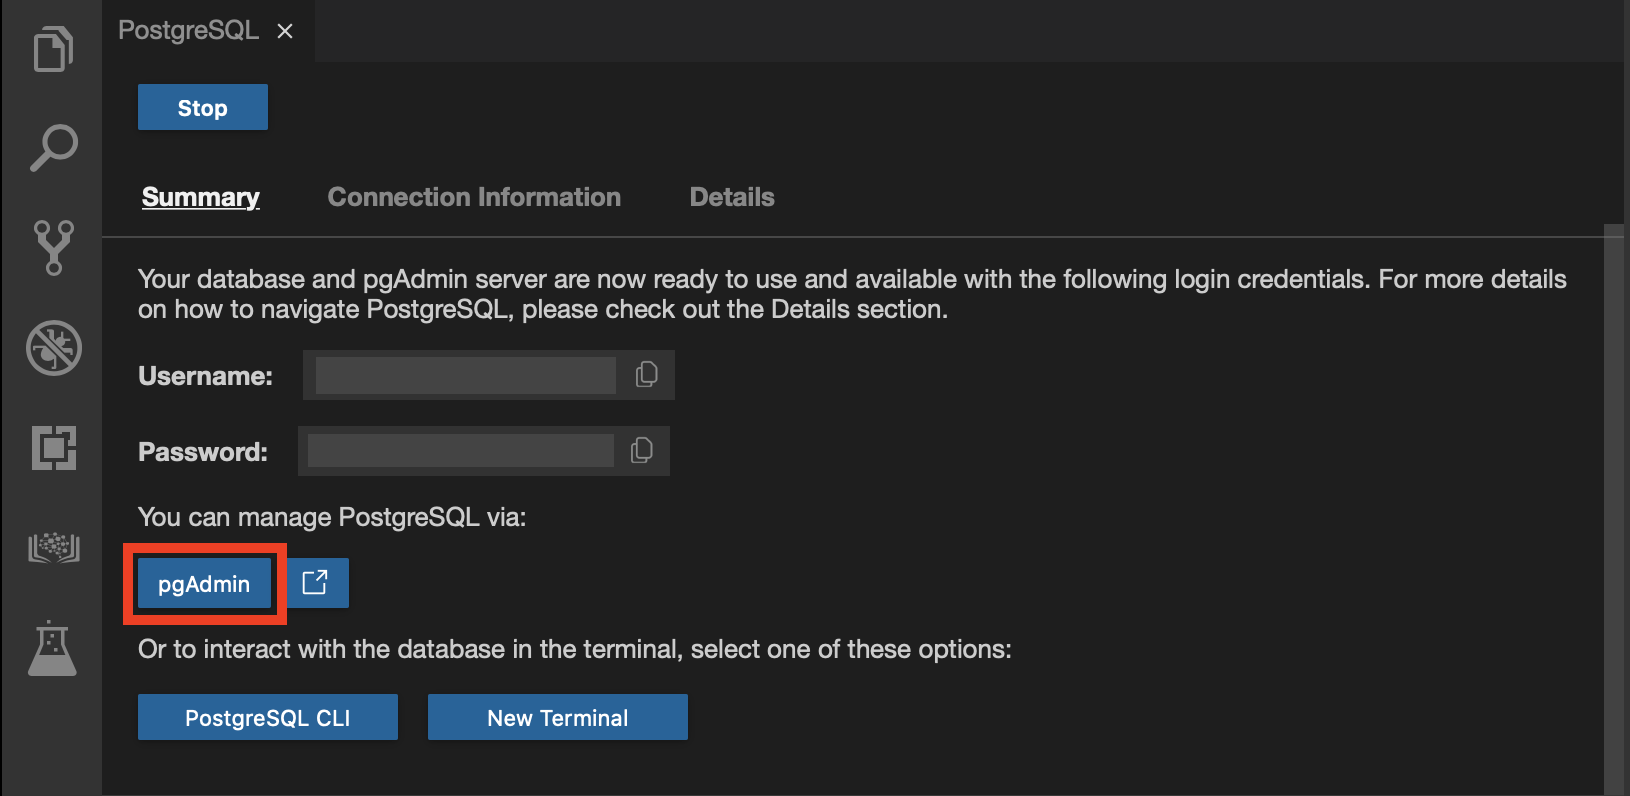 PostgreSQL
Stop
Summary Connection Information Details
Your database and pgAdmin server are now ready to use and available with the following login credentials. For more details
on how to navigate PostgreSQL, please check out the Details section.
Username:
Password:
You can manage PostgreSQL via:
pgAdmin
Or to interact with the database in the terminal, select one of these options:
PostgreSQL CLI New Terminal